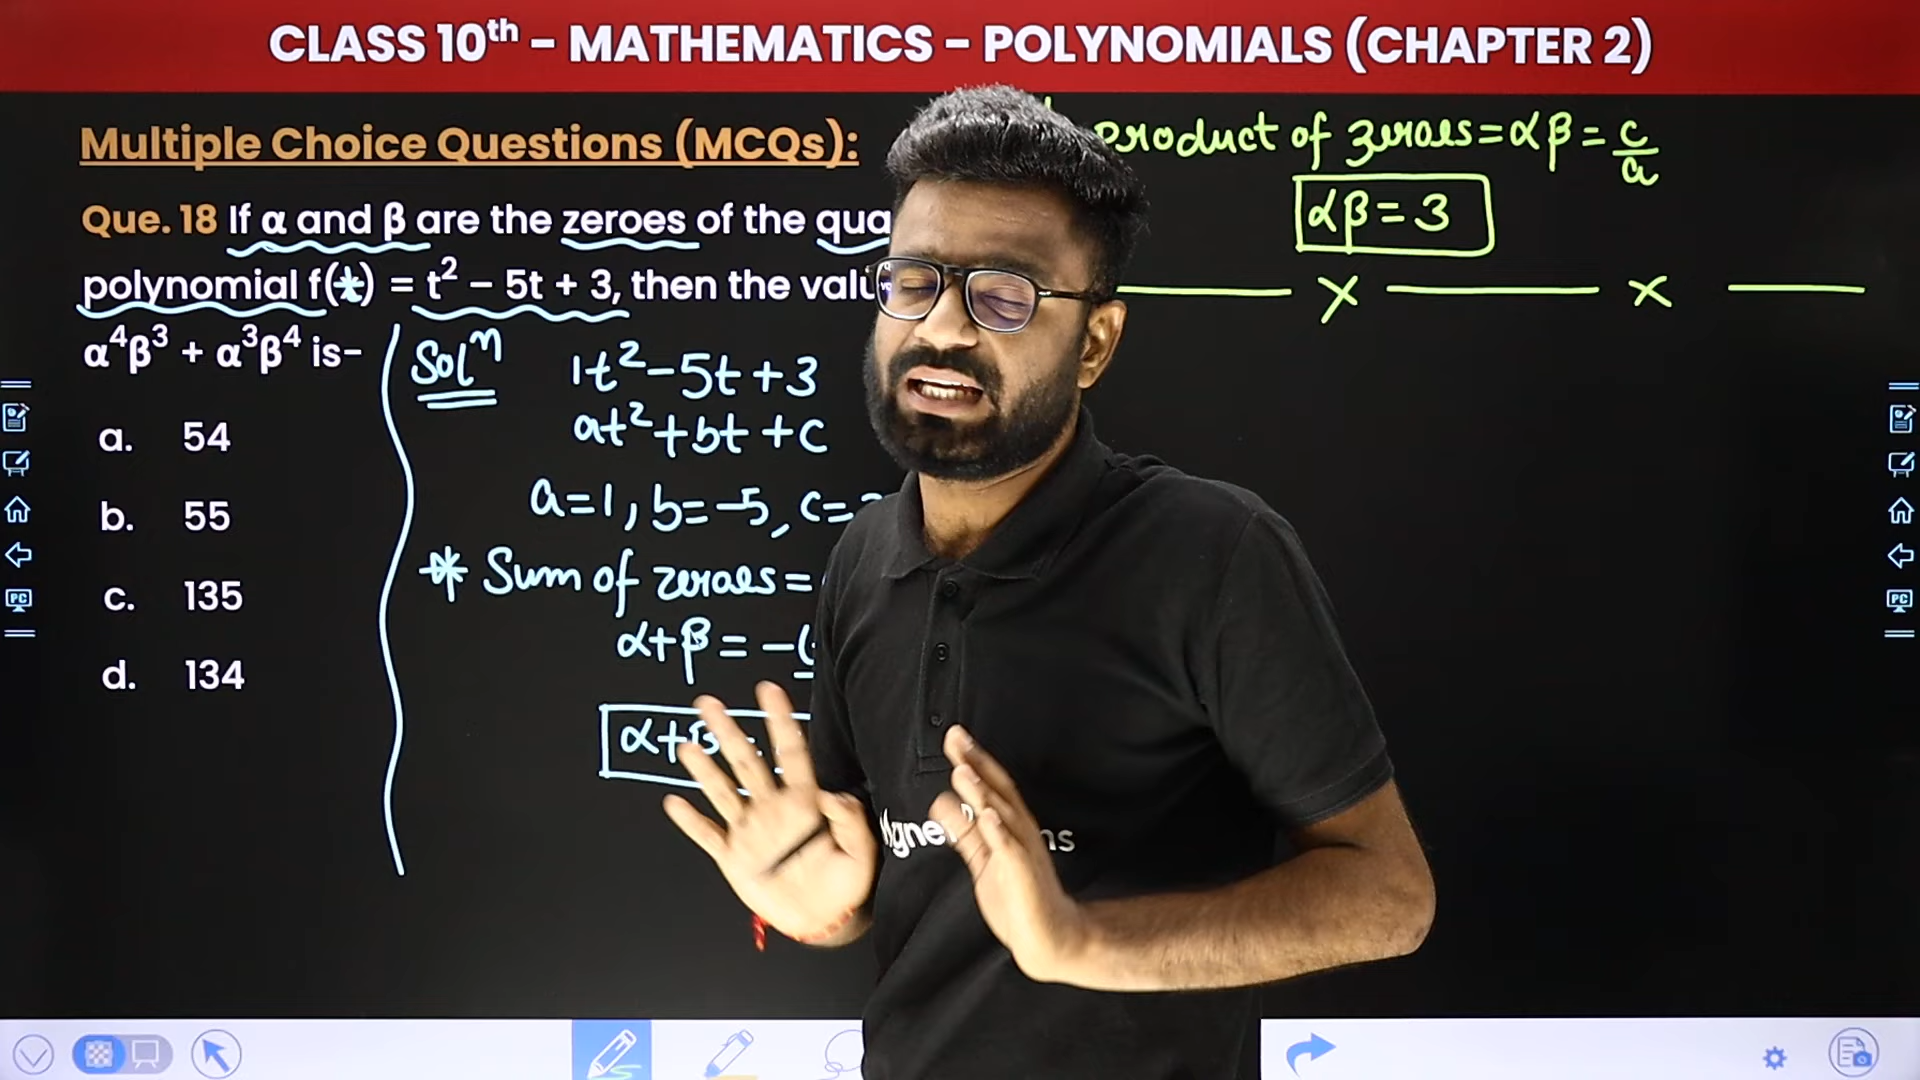 CLASS 10th - MATHEMATICS - POLYNOMIALS (CHAPTER 2)
Multiple Choice Questions (MCQs):
Que. 18 If α and β are the zeroes of the qua
polynomial f(*) = t² – 5t + 3, then the valu
α⁴β³ + α³β⁴ is-
a. 54
b. 55
c. 135
d. 134
Solⁿ
1t²-5t+3
at²+bt+c
a=1, b=-5, c=
* Sum of zeroes =
α+β = -(
α+β =
Product of zeroes = αβ = c/a
αβ = 3
x x
PC
PC